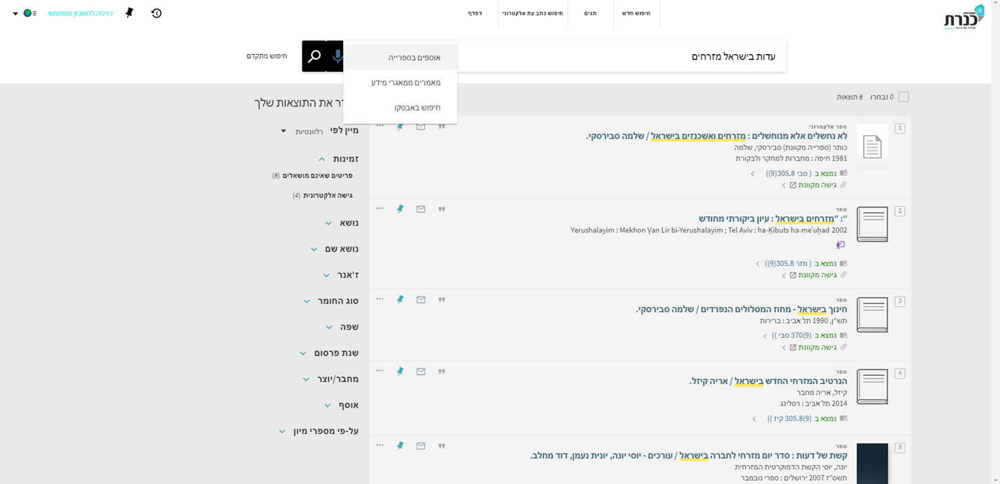 כנרת
חיפוש חדש
תגים
חיפוש כתב עת אלקטרוני
דפדף
כניסה לחשבון משתמש
עדות בישראל מזרחים
אוספים בספרייה
מאמרים ממאגרי מידע
חיפוש באבסקו
חיפוש מתקדם
0 נבחרו 8 תוצאות
1
ספר אלקטרוני
לא נחשלים אלא מנוחשלים : מזרחים ואשכנזים בישראל / שלמה סבירסקי.
כותר (ספרייה מקוונת) סבירסקי, שלמה
1981 חיפה : מחברות למחקר ולבקורת
נמצא ב ( סבי 305.8(9))
גישה מקוונת
2
ספר
": "מזרחים בישראל : עיון ביקורתי מחודש
Yerushalayim : Mekhon Ṿan Lir bi-Yerushalayim ; Tel Aviv : ha-Ḳibuts ha-me'uḥad 2002
נמצא ב ( מזר 305.8(9))
גישה מקוונת
3
ספר
חינוך בישראל - מחוז המסלולים הנפרדים / שלמה סבירסקי.
תש"ן, 1990 תל אביב : ברירות
נמצא ב (370(9 סבי ))
גישה מקוונת
4
ספר
הנרטיב המזרחי החדש בישראל / אריה קיזל.
קיזל, אריה מחבר
2014 תל אביב : רסלינג
נמצא ב (305.8(9 קיז ))
5
ספר
קשת של דעות : סדר יום מזרחי לחברה בישראל / עורכים - יוסי יונה, יונית נעמן, דוד מחלב.
יונה, יוסי הקשת הדמוקרטית המזרחית
תשס"ז 2007 ירושלים : ספרי נובמבר
דר את התוצאות שלך
מיין לפי רלוונטיות
זמינות
פריטים שאינם מושאלים (8)
גישה אלקטרונית (4)
נושא
נושא שם
ז'אנר
סוג החומר
שפה
שנת פרסום
מחבר/יוצר
אוסף
על-פי מספרי מיון